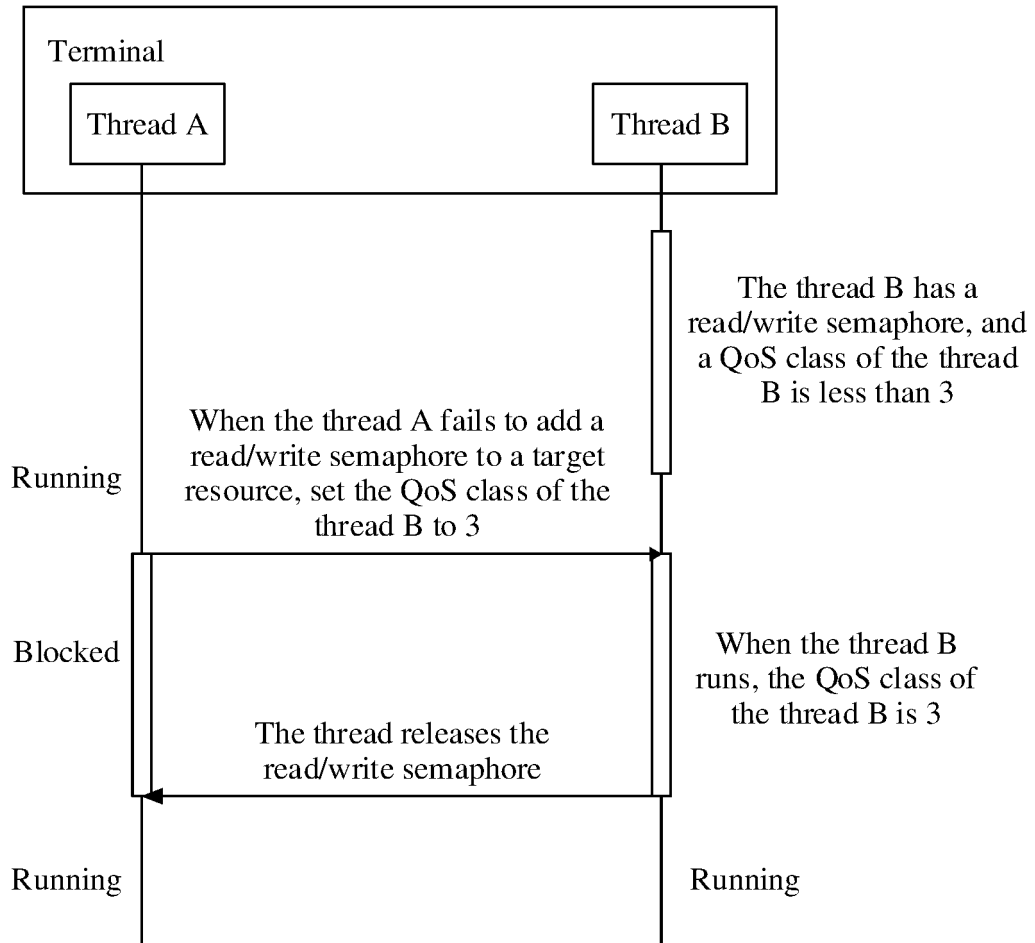 Terminal
Thread A
Thread B
The thread B has a
read/write semaphore, and
a QoS class of the thread
B is less than 3
When the thread A fails to add a
read/write semaphore to a target
resource, set the QoS class of the
thread B to 3
Running
Blocked
When the thread B
runs, the QoS class of
the thread B is 3
The thread releases the
read/write semaphore
Running
Running